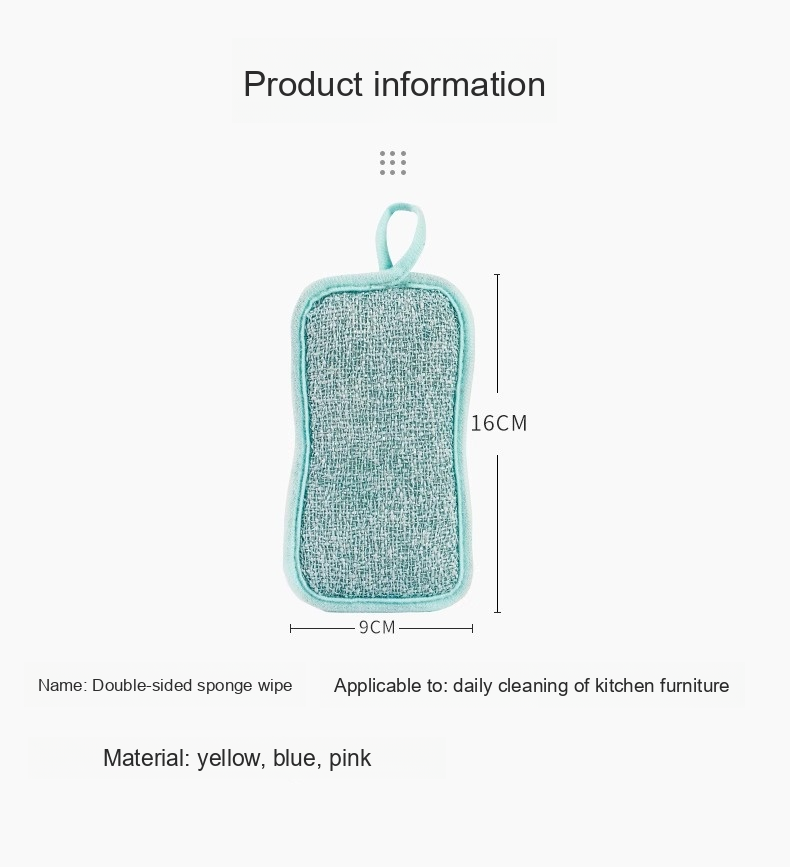 Product information
16CM
9CM
Name: Double-sided sponge wipe
Applicable to: daily cleaning of kitchen furniture
Material: yellow, blue, pink